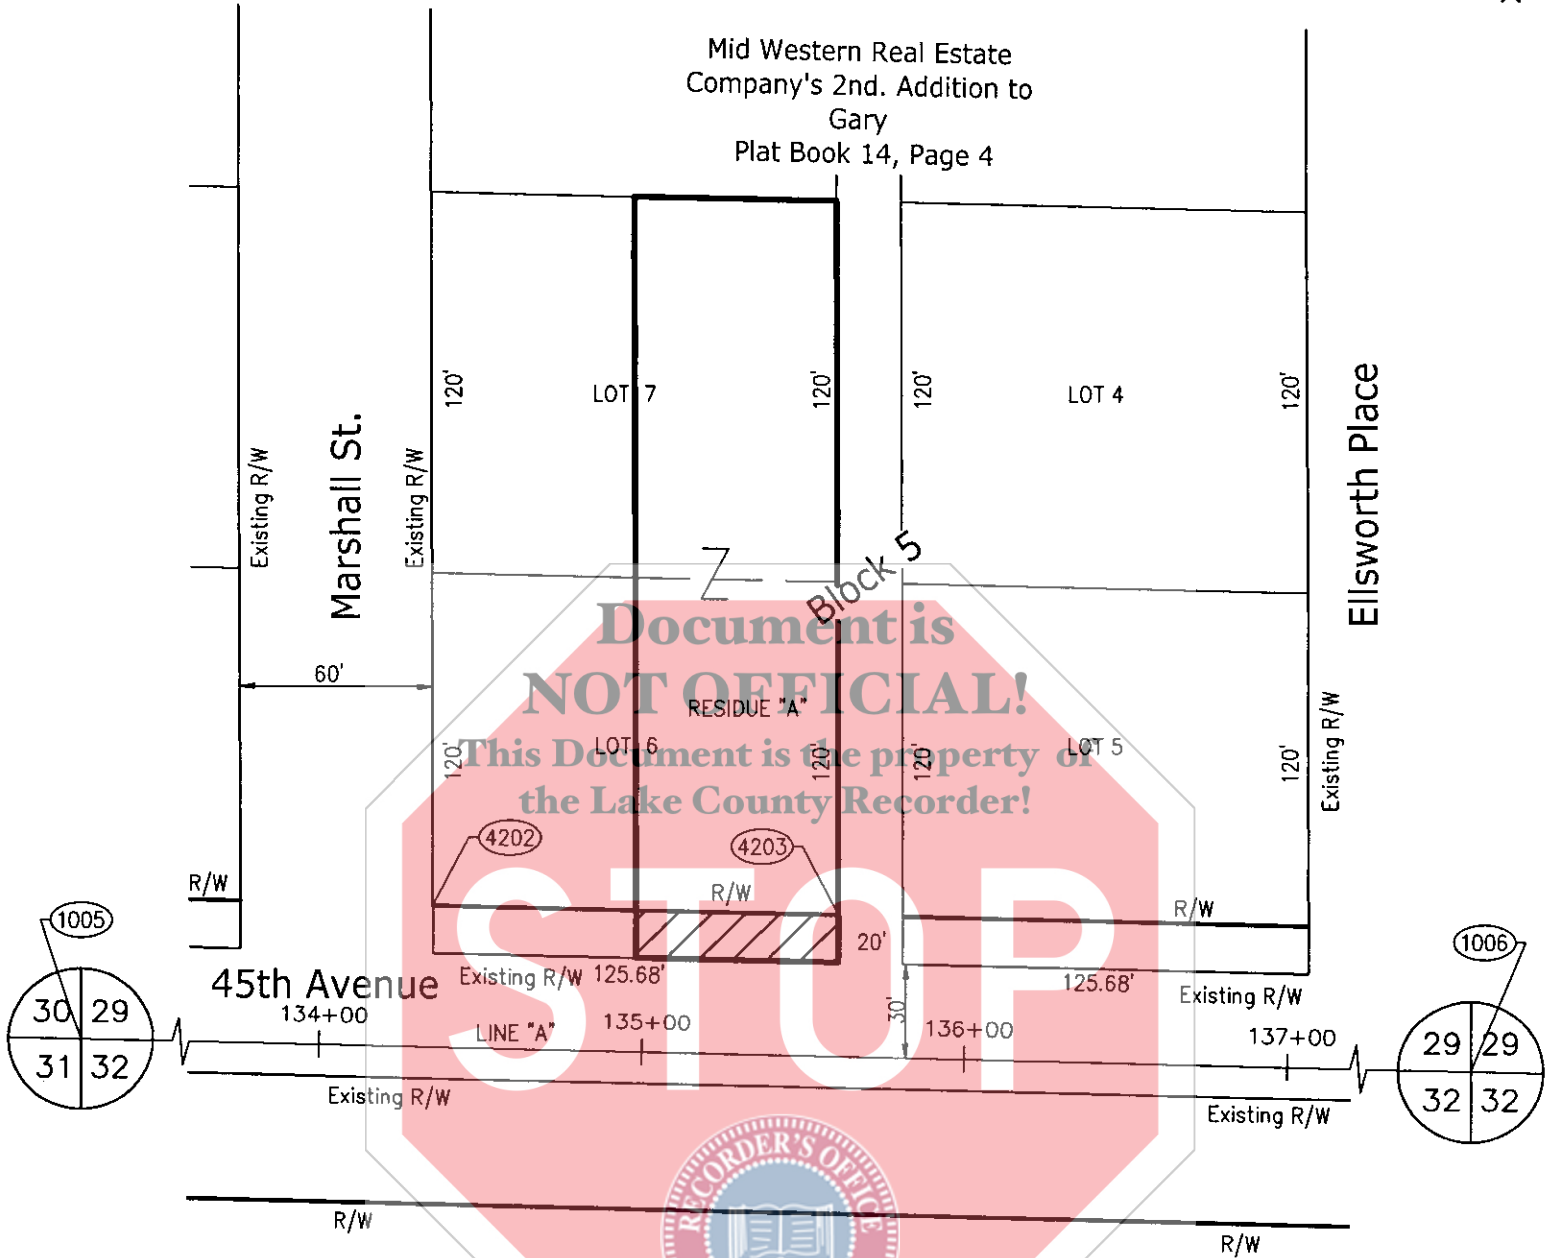 Mid Western Real Estate
Company's 2nd. Addition to
Gary
Plat Book 14, Page 4
120'
LOT 7
120'
120'
LOT 4
120'
Existing R/W
Marshall St.
Existing R/W
Ellsworth Place
Block 5
Document is
NOT OFFICIAL!
This Document is the property of
the Lake County Recorder!
60'
RESIDUE "A"
120'
LOT 6
120'
120'
LOT 5
120'
Existing R/W
4202
4203
R/W
R/W
R/W
STOP
1005
1006
20'
45th Avenue
Existing R/W
125.68'
125.68'
Existing R/W
30 29
31 32
134+00
LINE "A"
135+00
30'
136+00
137+00
29 29
32 32
Existing R/W
Existing R/W
RECORDER'S OFFICE
R/W
R/W